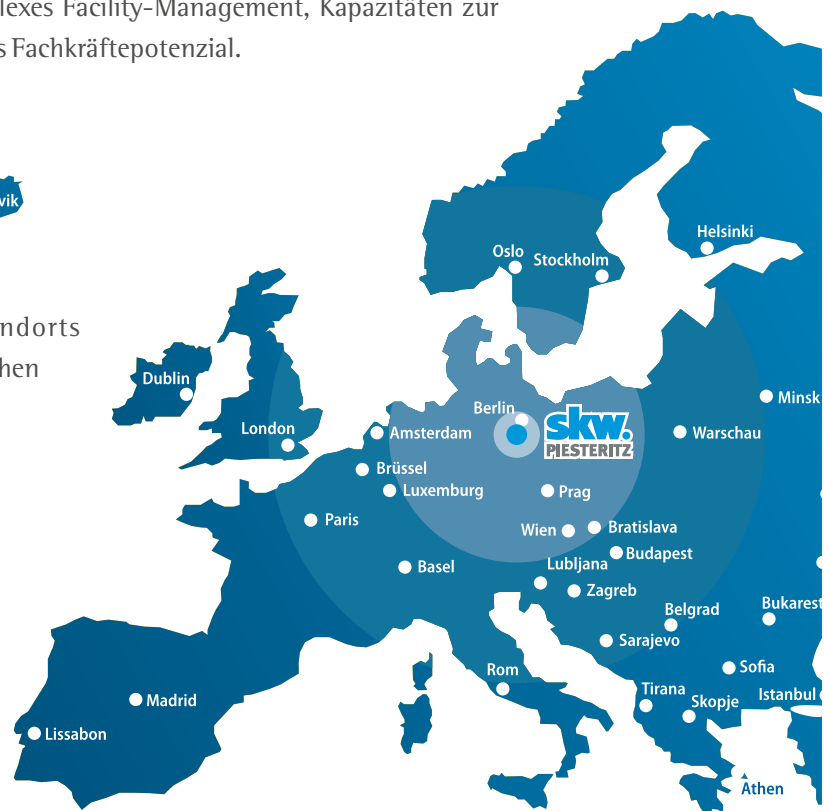 lexes Facility-Management, Kapazitäten zur
s Fachkräftepotenzial.
vik
Helsinki
Oslo
Stockholm
ndorts
hen
Dublin
Minsk
Berlin
London
Amsterdam
skw.
PIESTERITZ
Warschau
Brüssel
Luxemburg
Prag
Paris
Wien
Bratislava
Budapest
Basel
Lubljana
Zagreb
Belgrad
Bukarest
Sarajevo
Rom
Sofia
Madrid
Tirana
Skopje
Istanbul
Lissabon
Athen